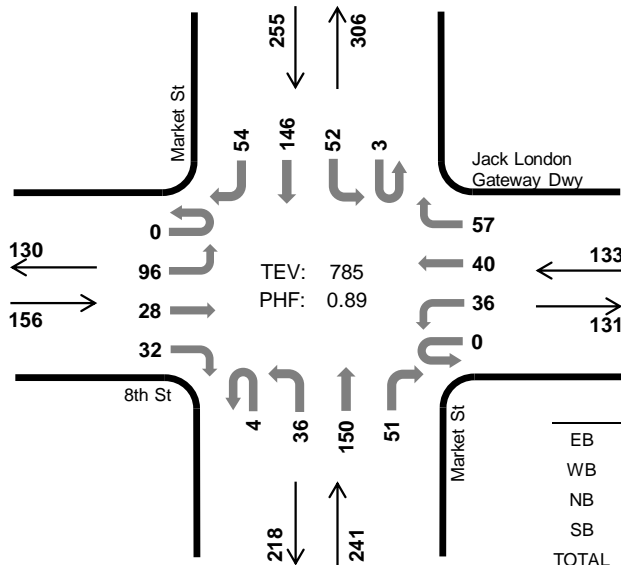 255
306
Market St
54
146
52
3
Jack London
Gateway Dwy
0
57
130
96
TEV: 785
40
133
156
28
PHF: 0.89
36
131
32
0
8th St
4
36
150
51
Market St
EB
WB
NB
SB
TOTAL
218
241